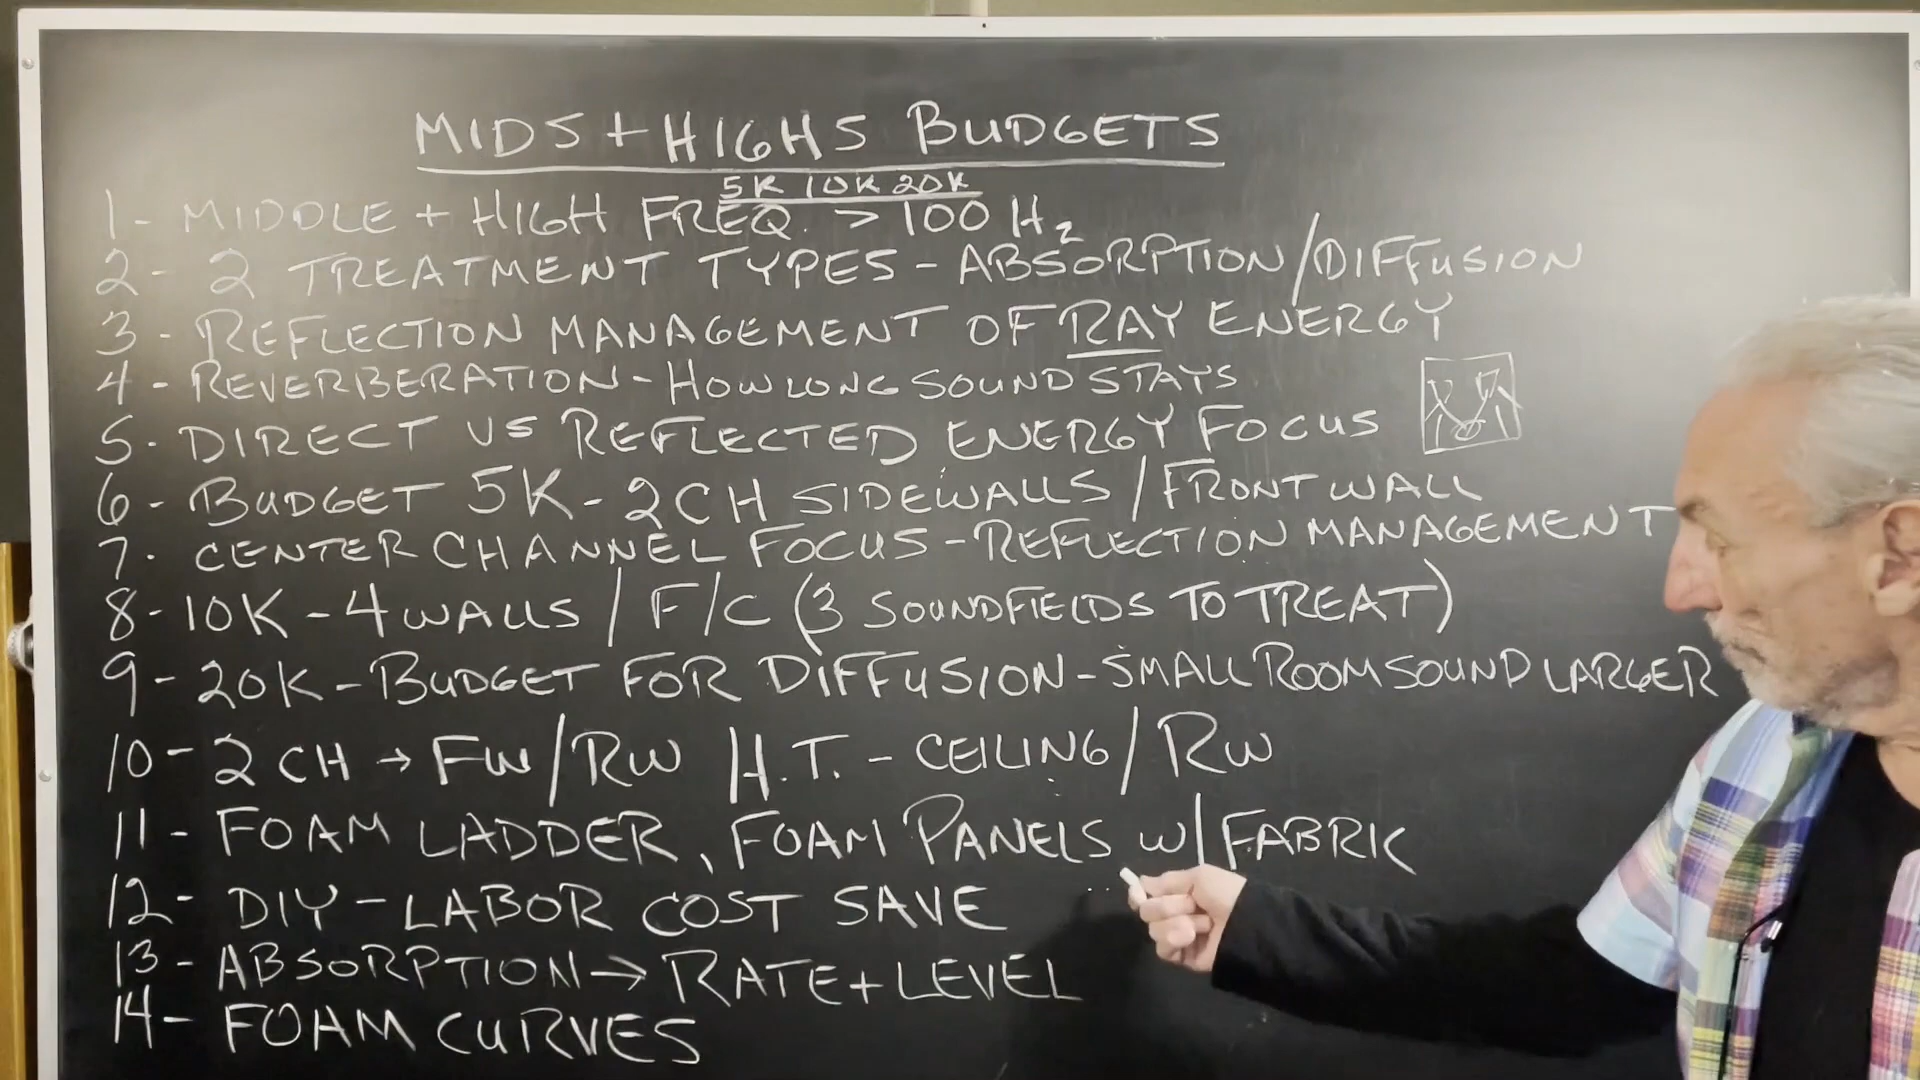 MIDS + HIGHS BUDGETS
5K 10K 20K
1 - MIDDLE + HIGH FREQ. > 100 Hz
2 - 2 TREATMENT TYPES - ABSORPTION/DIFFUSION
3 - REFLECTION MANAGEMENT OF RAY ENERGY
4 - REVERBERATION - HOW LONG SOUND STAYS
5 - DIRECT VS REFLECTED ENERGY FOCUS
6 - BUDGET 5K - 2 CH SIDEWALLS / FRONT WALL
7 - CENTER CHANNEL FOCUS - REFLECTION MANAGEMENT
8 - 10K - 4 WALLS / F/C (3 SOUNDFIELDS TO TREAT)
9 - 20K - BUDGET FOR DIFFUSION - SMALL ROOM SOUND LARGER
10 - 2 CH → FW/RW H.T. - CEILING/RW
11 - FOAM LADDER, FOAM PANELS W/FABRIC
12 - DIY - LABOR COST SAVE
13 - ABSORPTION → RATE + LEVEL
14 - FOAM CURVES